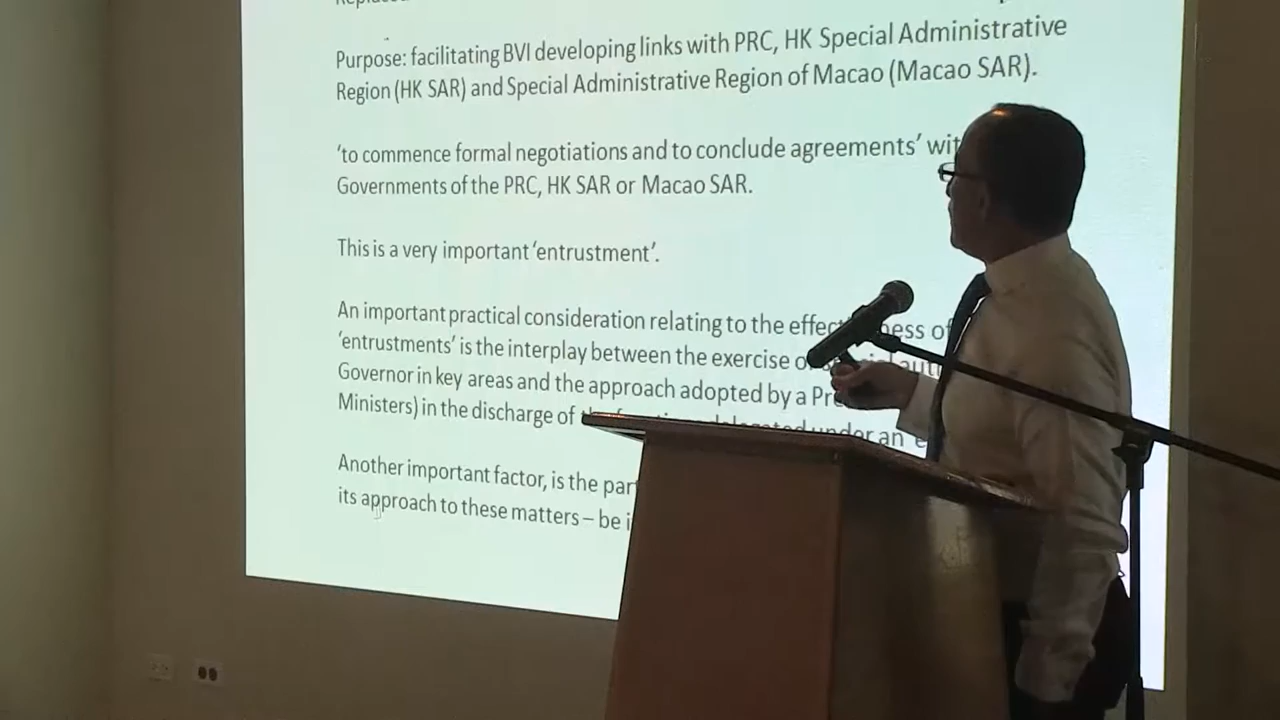 Purpose: facilitating BVI developing links with PRC, HK Special Administrative
Region (HK SAR) and Special Administrative Region of Macao (Macao SAR).
'to commence formal negotiations and to conclude agreements'
Governments of the PRC, HK SAR or Macao SAR.
This is a very important 'entrustment'.
An important practical consideration relating to the of
'entrustments' is the interplay between the exercise
Governor in key areas and the approach adopted by a
Ministers) in the discharge of under an
Another important factor, is the
its approach to these matters – be